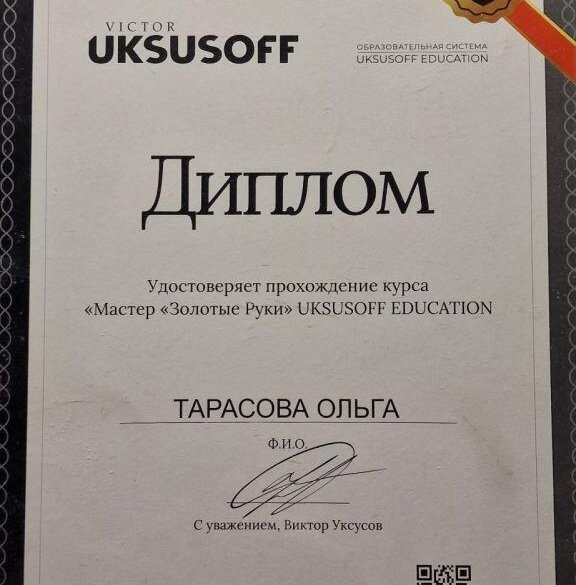 VICTOR
UKSUSOFF
ОБРАЗОВАТЕЛЬНАЯ СИСТЕМА
UKSUSOFF EDUCATION
Диплом
Удостоверяет прохождение курса
«Мастер «Золотые Руки» UKSUSOFF EDUCATION
ТАРАСОВА ОЛЬГА
Ф.И.О.
С уважением, Виктор Уксусов